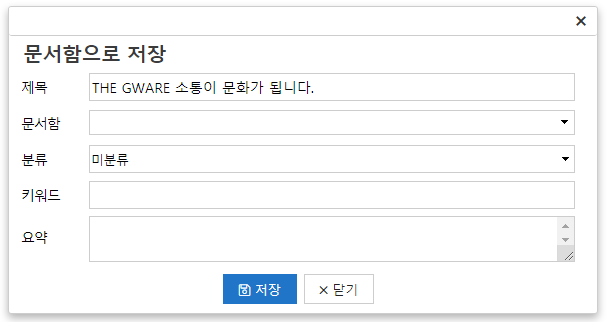 문서함으로 저장
제목 THE GWARE 소통이 문화가 됩니다.
문서함
분류 미분류
키워드
요약
저장 닫기